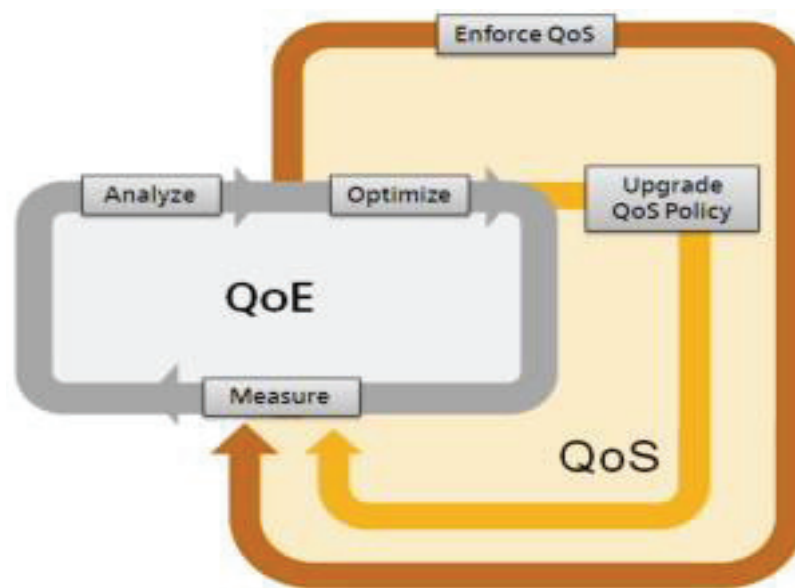 Enforce QoS
Analyze
Optimize
Upgrade
QoS Policy
QoE
Measure
QoS